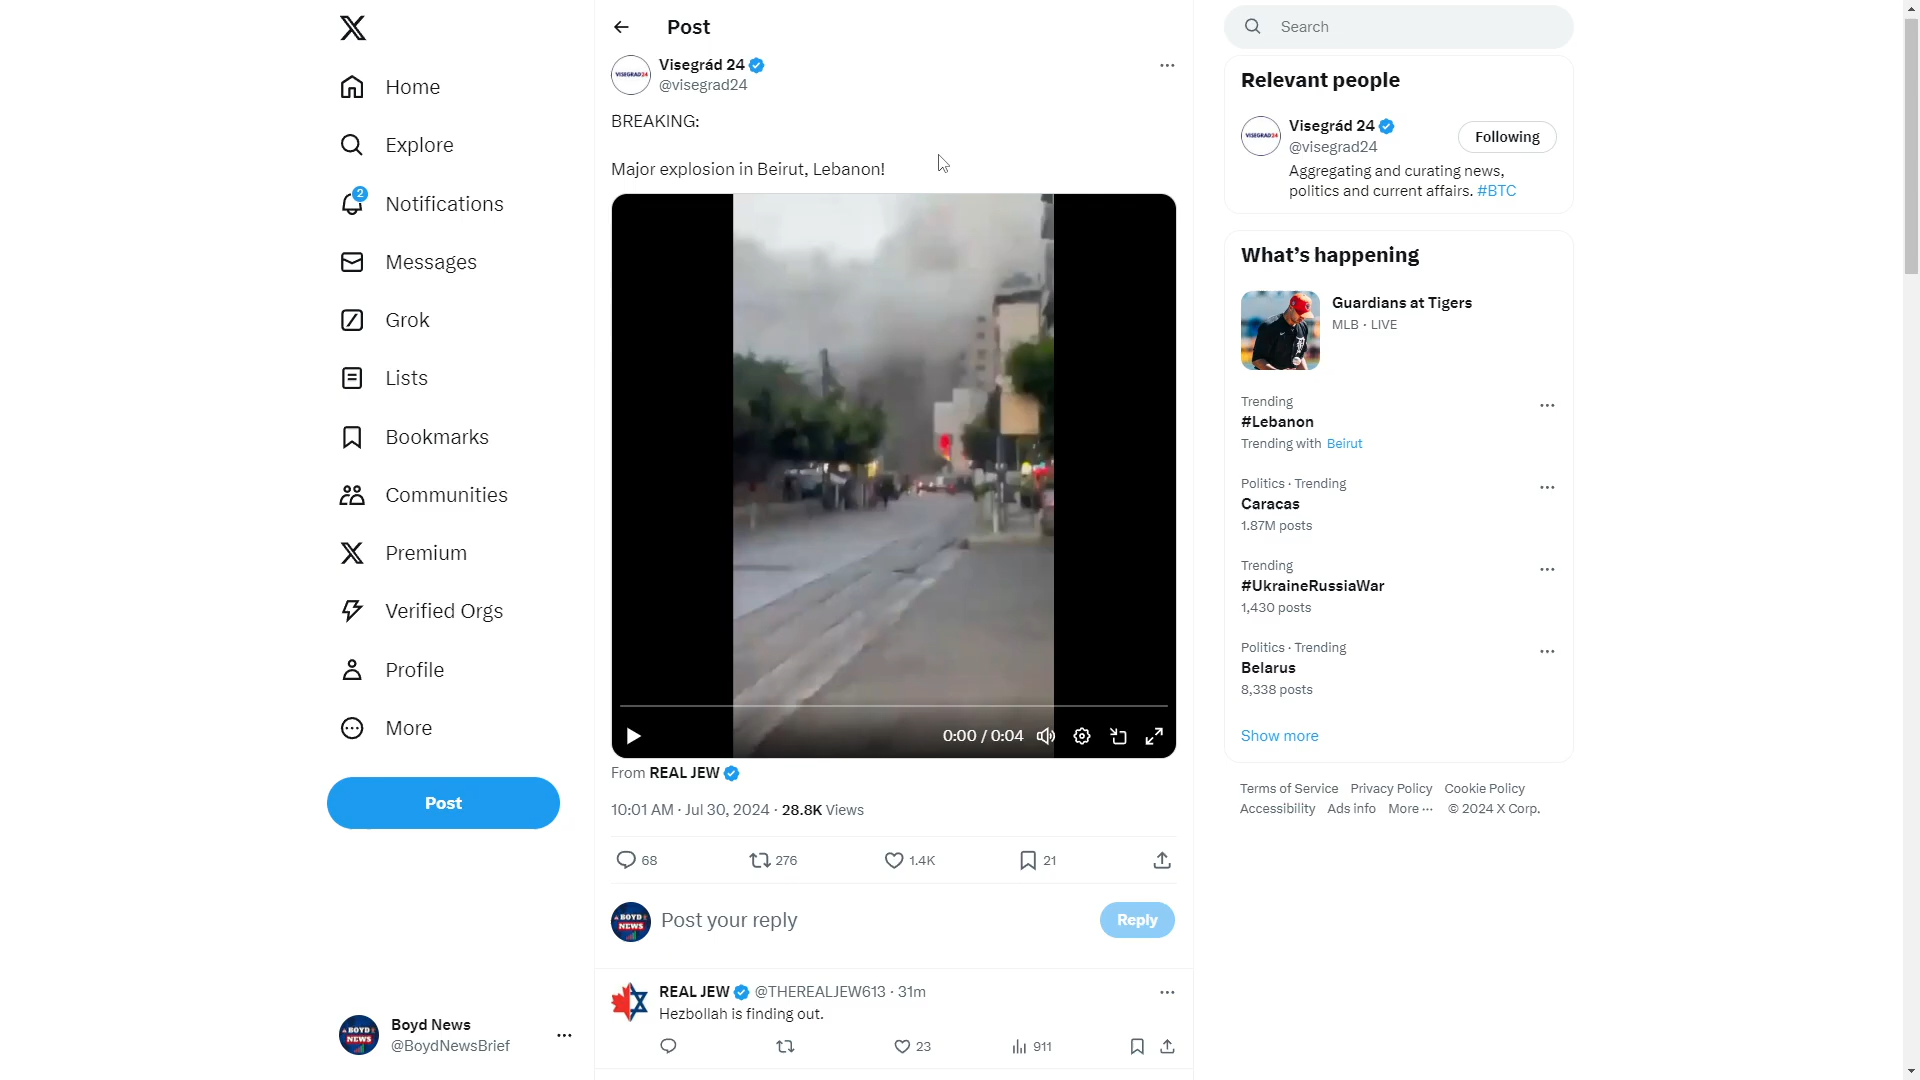 Home
Explore
2
Notifications
Messages
Grok
Lists
Bookmarks
Communities
Premium
Verified Orgs
Profile
More
Post
BOYD NEWS
Boyd News
@BoydNewsBrief
Post
VISEGRAD24
Visegrád 24
@visegrad24
BREAKING:
Major explosion in Beirut, Lebanon!
0:00 / 0:04
From REAL JEW
10:01 AM · Jul 30, 2024 · 28.8K Views
68 276 1.4K 21
BOYD NEWS
Post your reply
Reply
REAL JEW @THEREALJEW613 · 31m
Hezbollah is finding out.
23 911
Search
Relevant people
VISEGRAD24
Visegrád 24
@visegrad24
Following
Aggregating and curating news,
politics and current affairs. #BTC
What's happening
Guardians at Tigers
MLB · LIVE
Trending
#Lebanon
Trending with Beirut
Politics · Trending
Caracas
1.87M posts
Trending
#UkraineRussiaWar
1,430 posts
Politics · Trending
Belarus
8,338 posts
Show more
Terms of Service Privacy Policy Cookie Policy
Accessibility Ads info More ··· © 2024 X Corp.